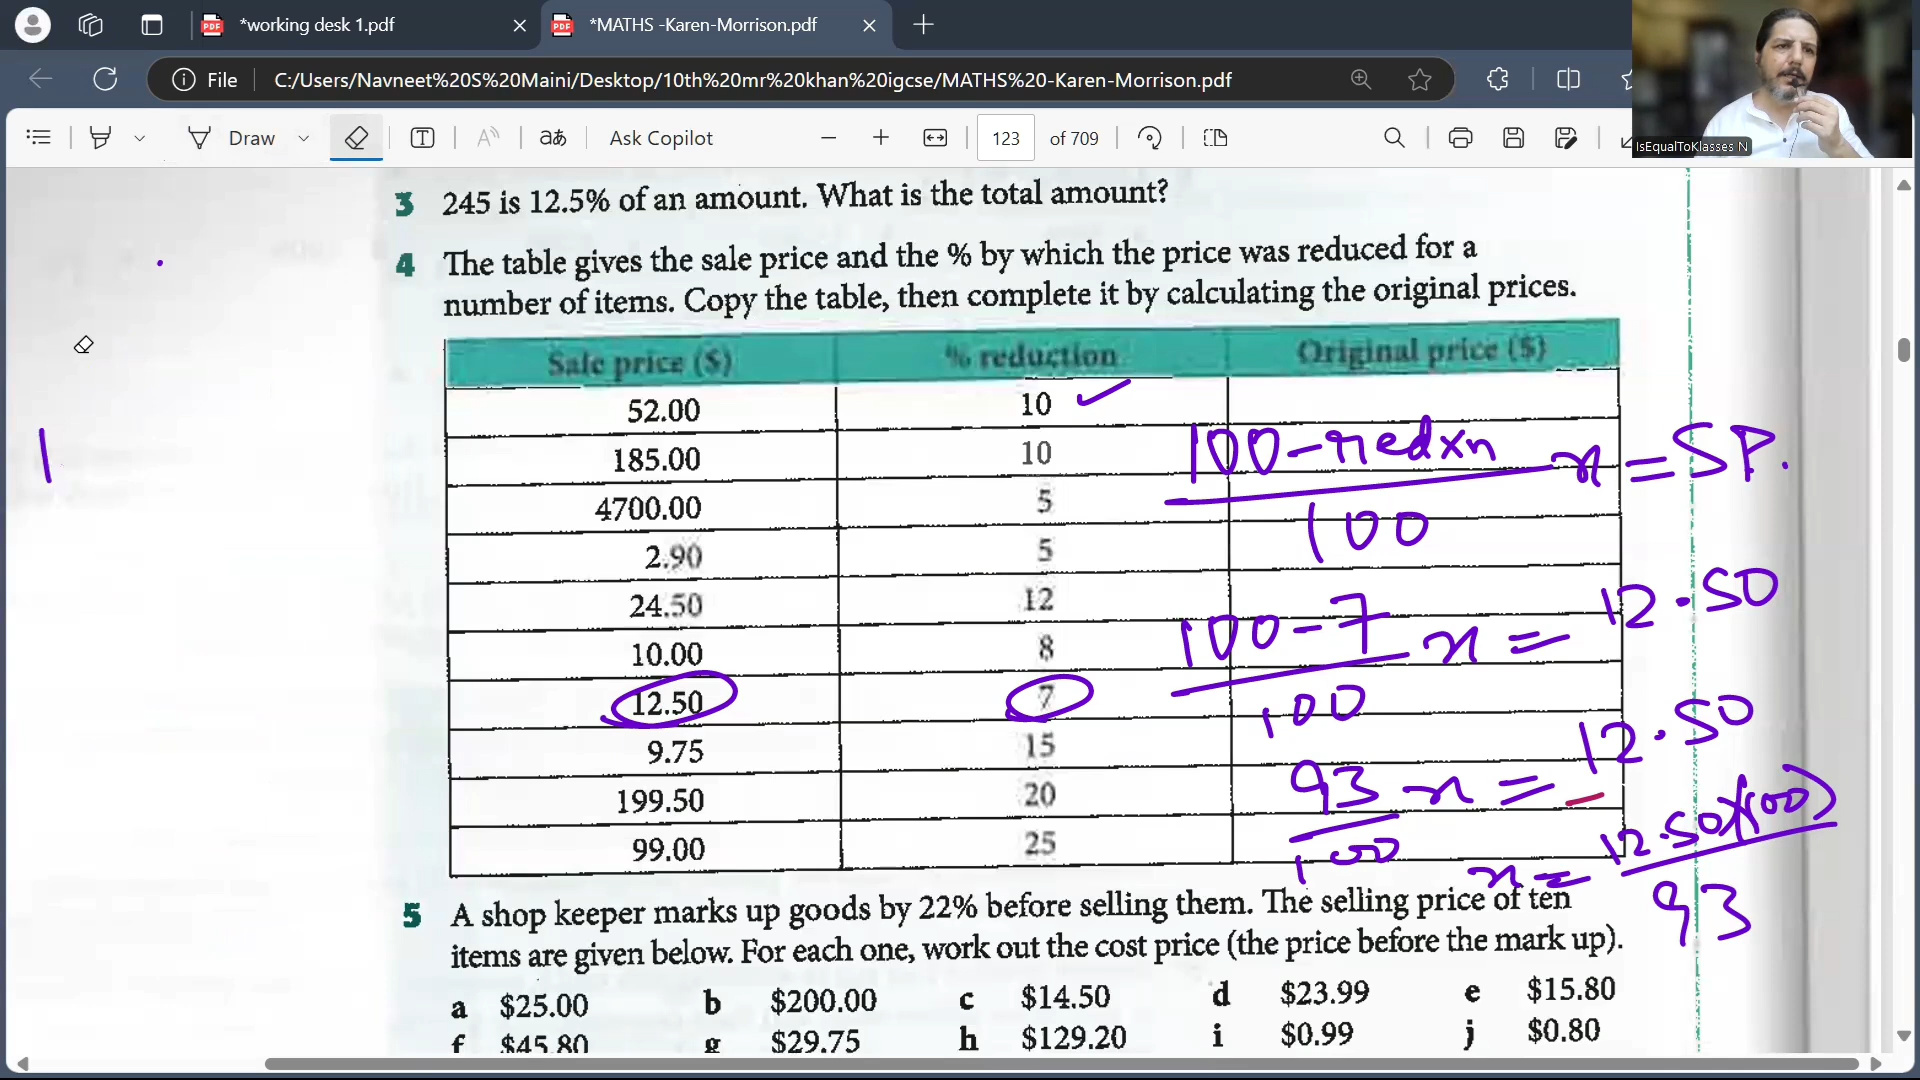 *working desk 1.pdf
*MATHS -Karen-Morrison.pdf
File
C:/Users/Navneet%20S%20Maini/Desktop/10th%20mr%20khan%20igcse/MATHS%20-Karen-Morrison.pdf
Draw
Ask Copilot
123 of 709
IsEqualToKlasses N
3 245 is 12.5% of an amount. What is the total amount?
4 The table gives the sale price and the % by which the price was reduced for a
number of items. Copy the table, then complete it by calculating the original prices.
Sale price ($) % reduction Original price ($)
52.00 10
185.00 10
4700.00 5
2.90 5
24.50 12
10.00 8
12.50 7
9.75 15
199.50 20
99.00 25
100-redxn x = SP.
100
100-7 x = 12.50
100
93 x = 12.50
100
x = 12.50(100)
93
5 A shop keeper marks up goods by 22% before selling them. The selling price of ten
items are given below. For each one, work out the cost price (the price before the mark up).
a $25.00 b $200.00 c $14.50 d $23.99 e $15.80
f $45.80 g $29.75 h $129.20 i $0.99 j $0.80